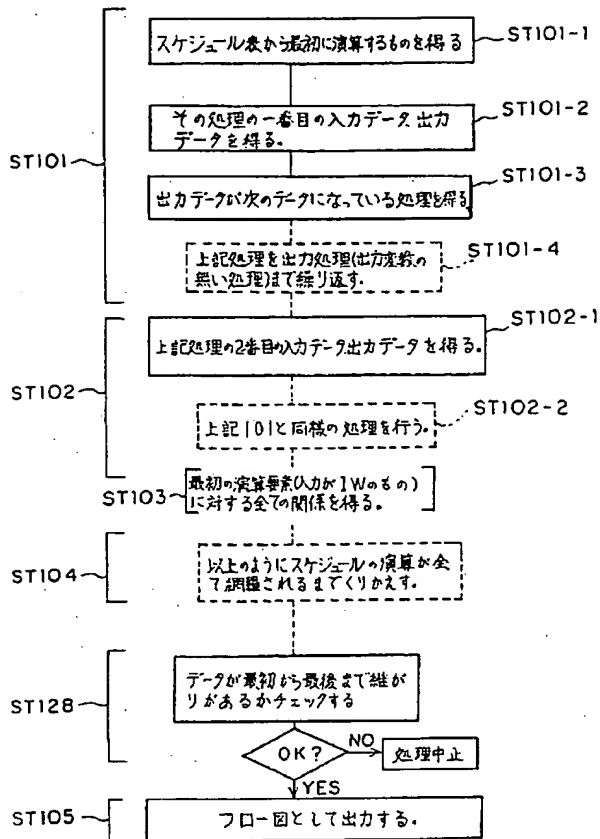 スケジュール表から最初に演算するものを得る
ST101-1
その処理の一番目の入力データ出力
データを得る。
ST101-2
出力データが次のデータになっている処理を得る
ST101-3
ST101
上記処理を出力処理(出力変数の
無い処理)まで繰り返す。
ST101-4
上記処理の2番目の入力データ出力データを得る。
ST102-1
ST102
上記101と同様の処理を行う。
ST102-2
ST103
最初の演算要素(入力がIWのもの)
に対する全ての関係を得る。
ST104
以上のようにスケジュールの演算が全
て網羅されるまでくりかえす。
ST128
データが最初から最後まで継が
りがあるかチェックする
OK?
NO
処理中止
YES
ST105
フロー図として出力する。